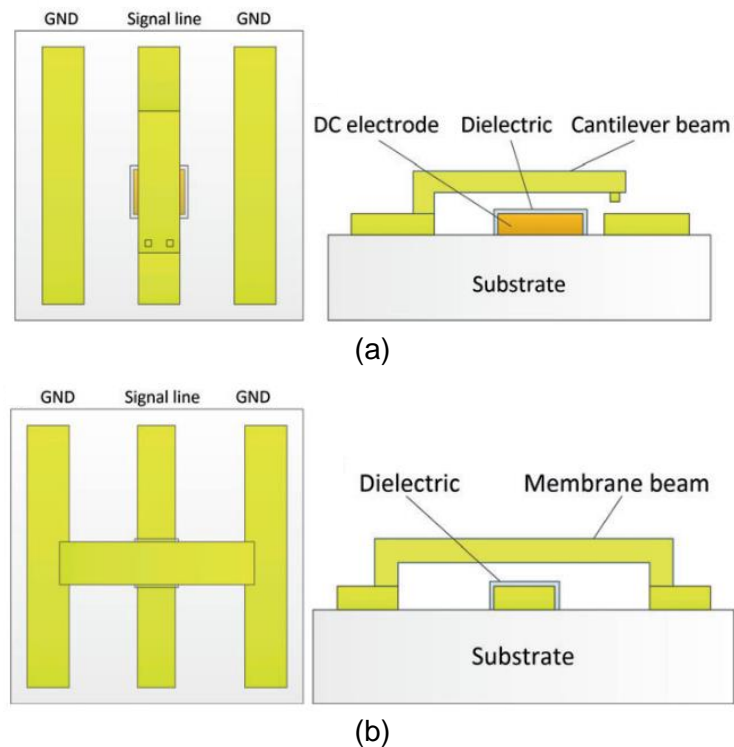 GND Signal line GND
DC electrode Dielectric Cantilever beam
Substrate
(a)
GND Signal line GND
Dielectric Membrane beam
Substrate
(b)